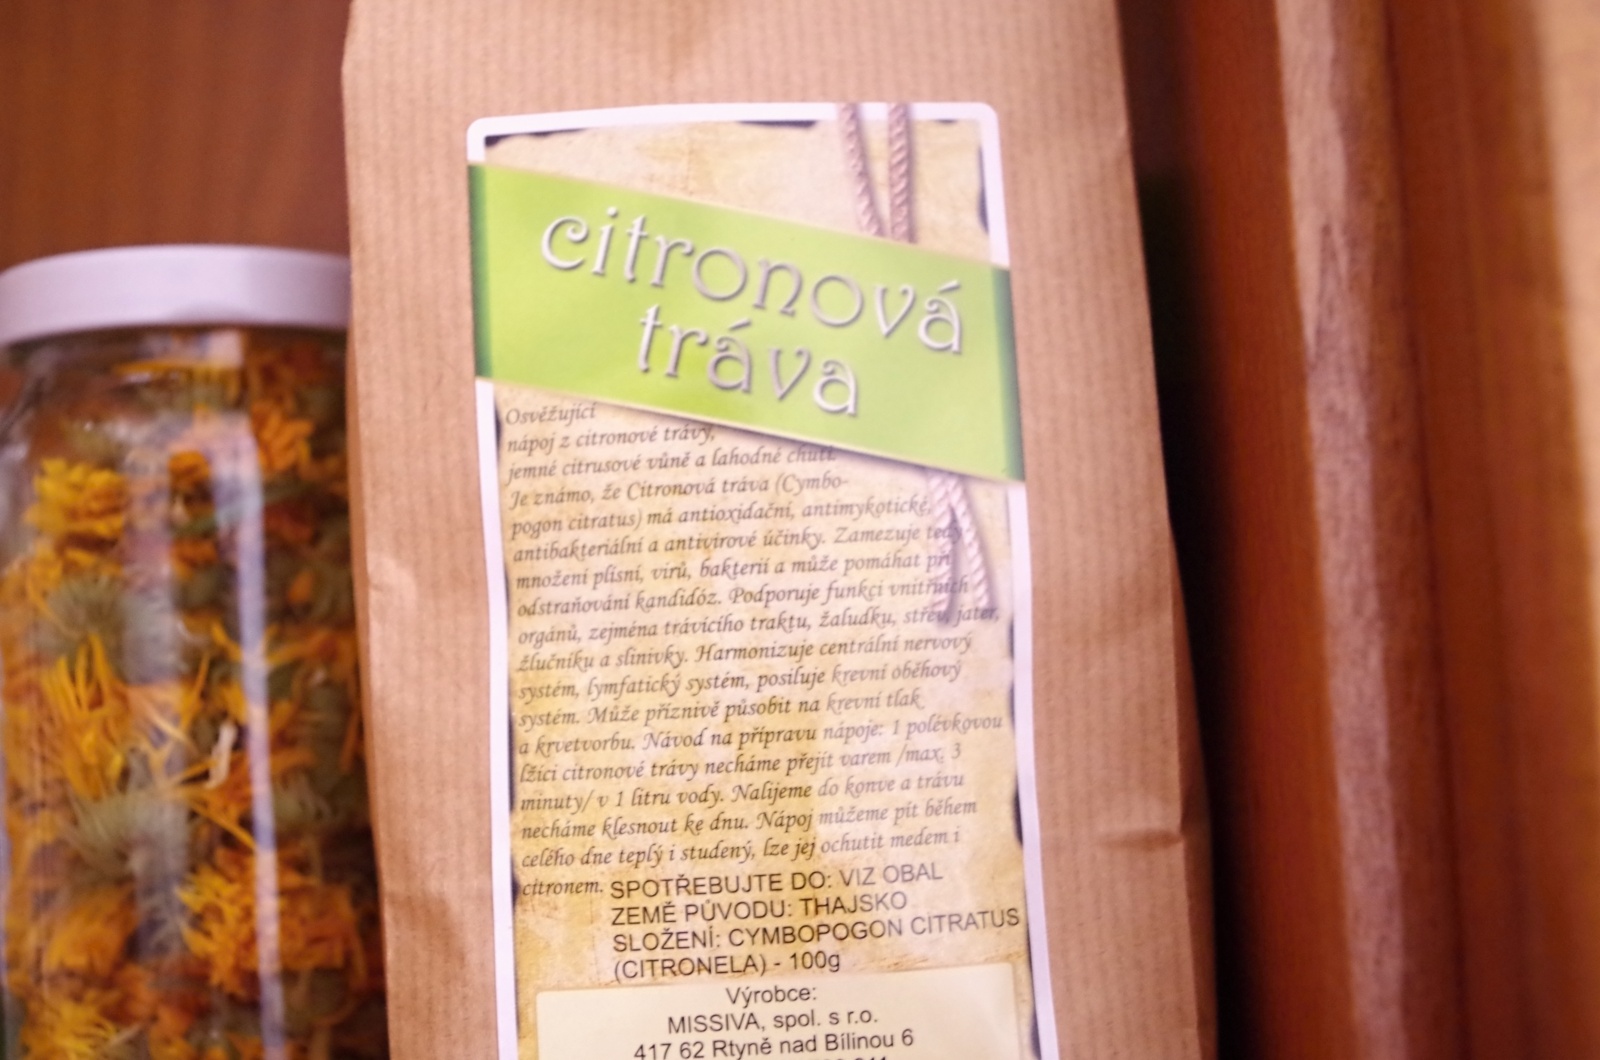 citronová
tráva
Osvěžující
nápoj z citronové trávy,
jemné citrusové vůně a lahodné chuti.
Je známo, že Citronová tráva (Cymbo-
pogon citratus) má antioxidační, antimykotické,
antibakteriální a antivirové účinky. Zamezuje tedy
množení plísní, virů, bakterií a může pomáhat při
odstraňování kandidóz. Podporuje funkci vnitřních
orgánů, zejména trávicího traktu, žaludku, střev, jater,
žlučníku a slinivky. Harmonizuje centrální nervový
systém, lymfatický systém, posiluje krevní oběhový
systém. Může příznivě působit na krevní tlak
a krvetvorbu. Návod na přípravu nápoje: 1 polévkovou
lžíci citronové trávy necháme přejít varem /max. 3
minuty/ v 1 litru vody. Nalijeme do konve a trávu
necháme klesnout ke dnu. Nápoj můžeme pít během
celého dne teplý i studený, lze jej ochutit medem i
citronem. SPOTŘEBUJTE DO: VIZ OBAL
ZEMĚ PŮVODU: THAJSKO
SLOŽENÍ: CYMBOPOGON CITRATUS
(CITRONELA) - 100g
Výrobce:
MISSIVA, spol. s r.o.
417 62 Rtyně nad Bílinou 6